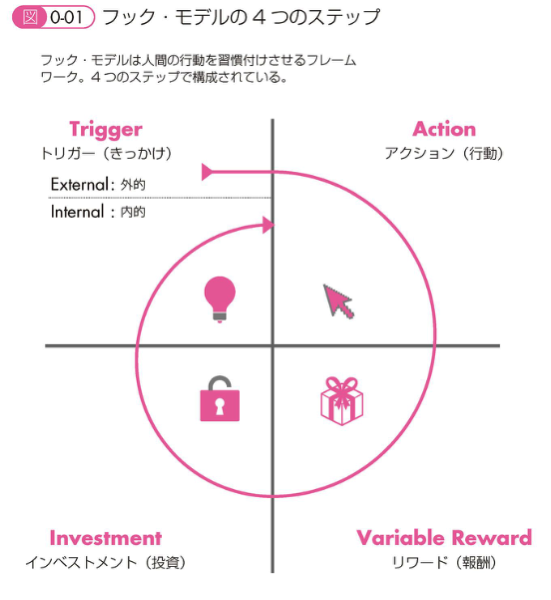 図 0-01 フック・モデルの4つのステップ
フック・モデルは人間の行動を習慣付けさせるフレーム
ワーク。4つのステップで構成されている。
Trigger
トリガー（きっかけ）
External : 外的
Internal : 内的
Action
アクション（行動）
Investment
インベストメント（投資）
Variable Reward
リワード（報酬）